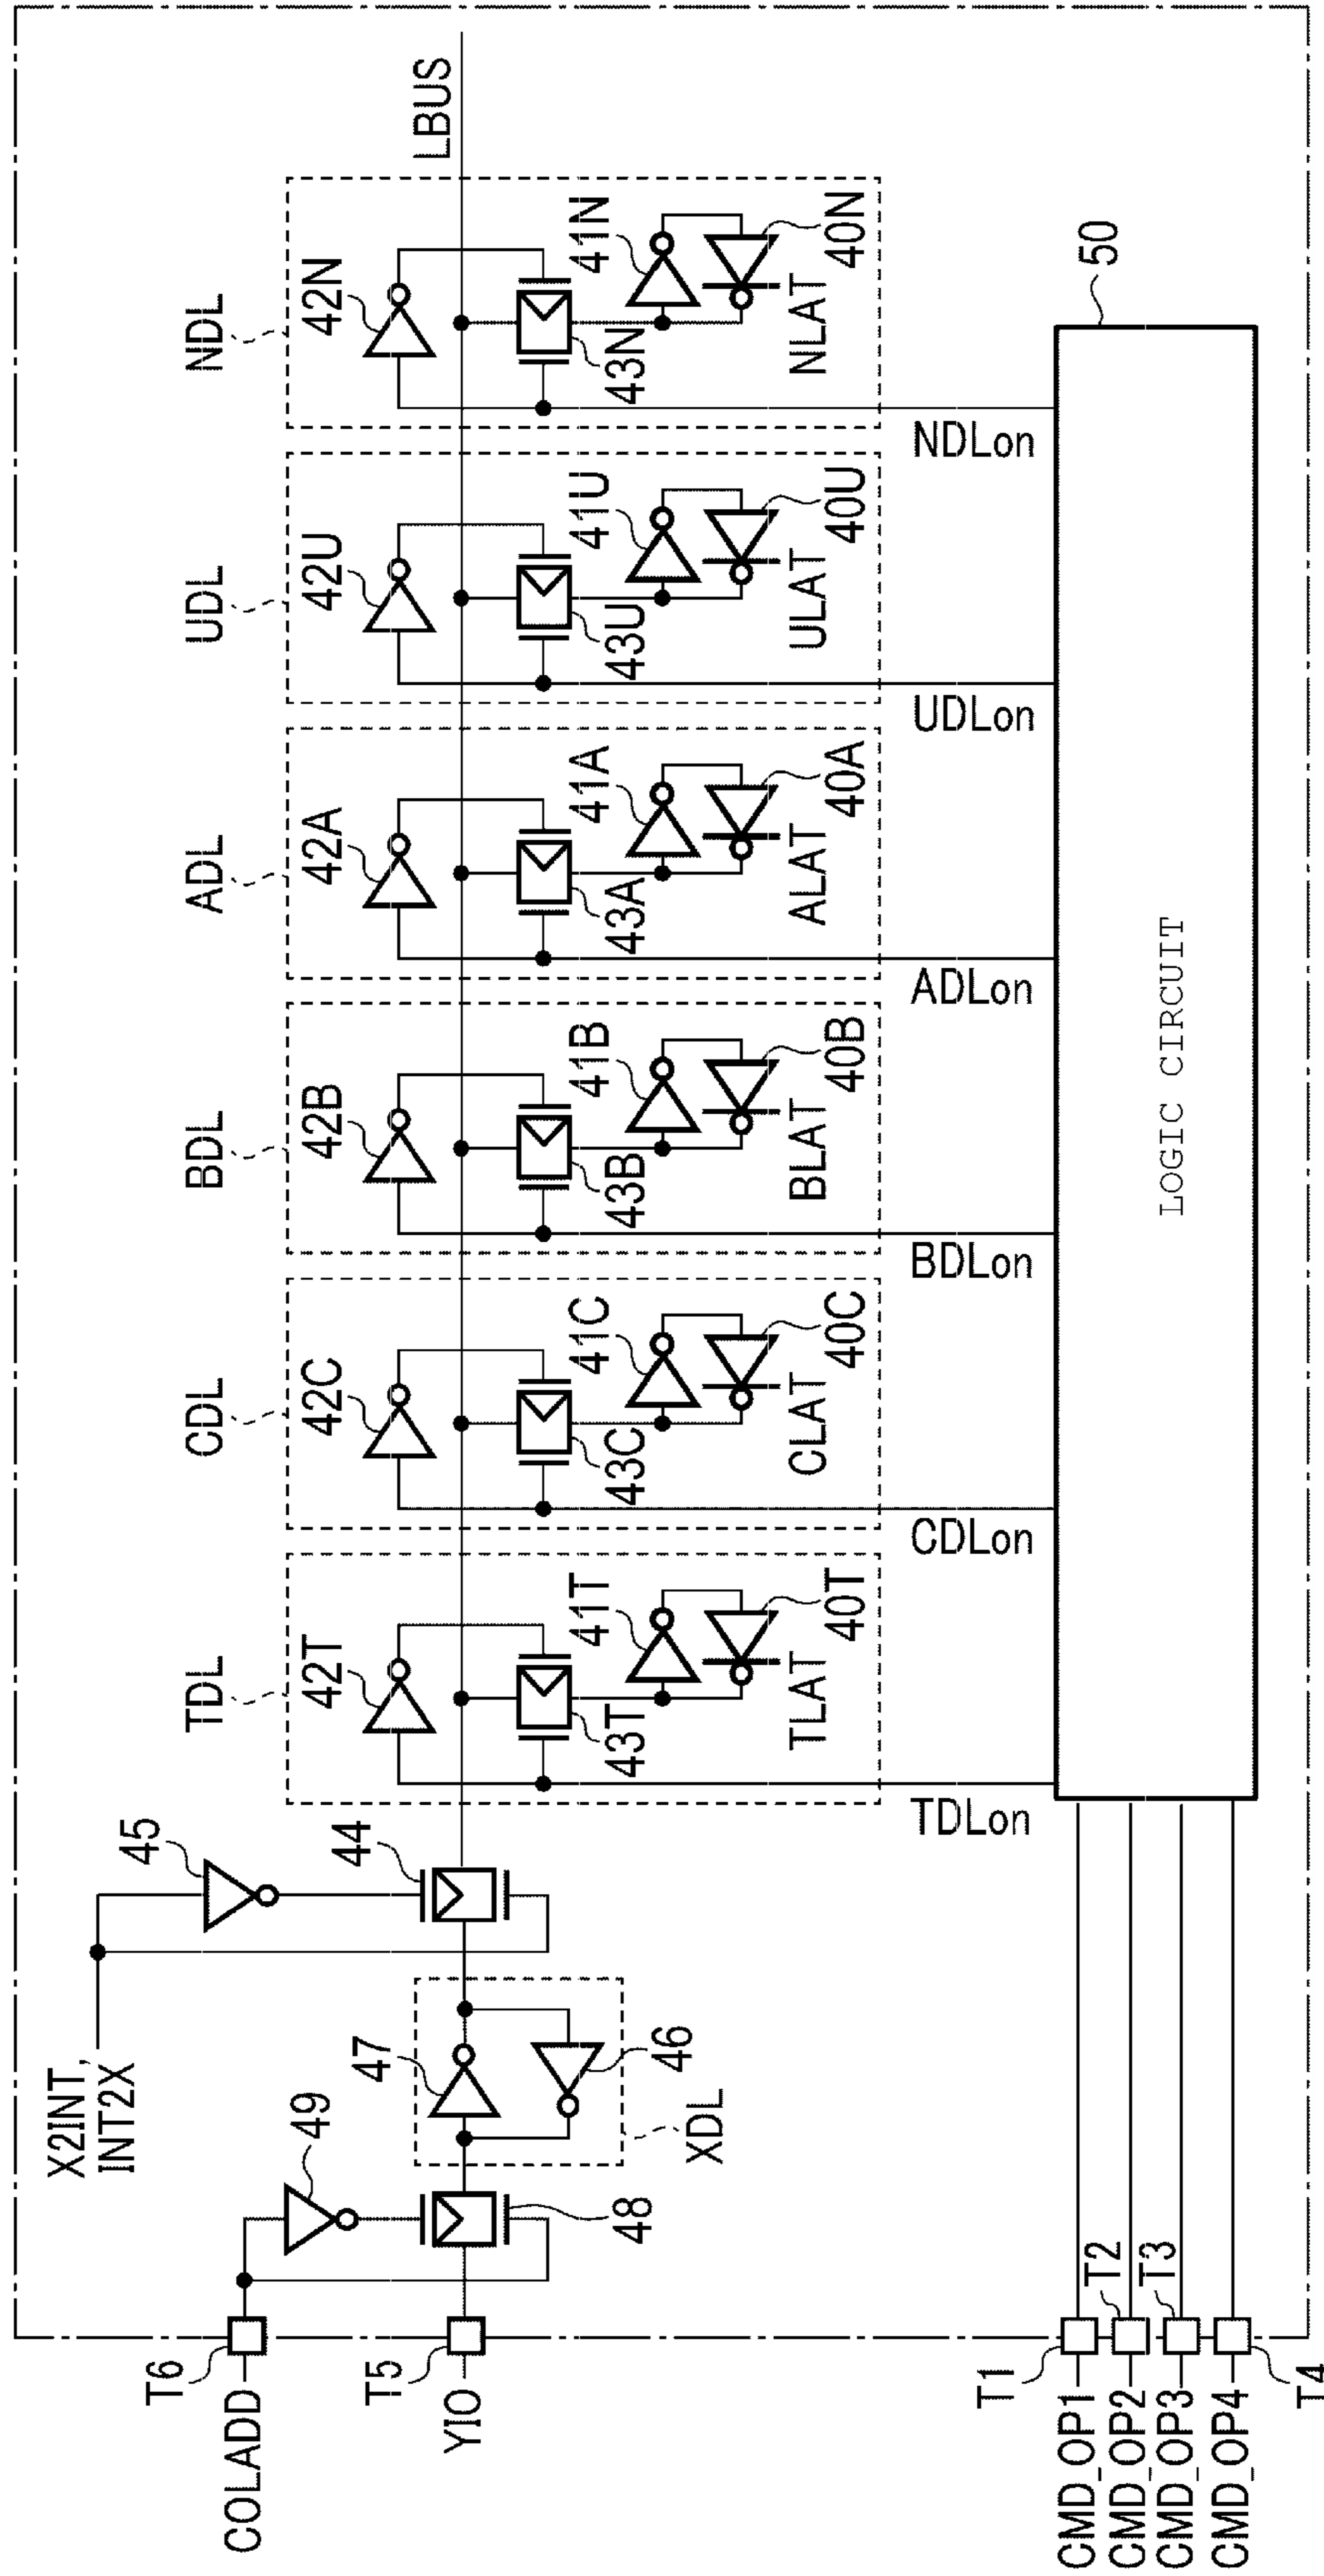 COLADD
T6
YIO
T5
49
48
X2INT,
INT2X
45
44
47
46
XDL
TDL
42T
43T
41T
40T
TLAT
TDLon
CDL
42C
43C
41C
40C
CLAT
CDLon
BDL
42B
43B
41B
40B
BLAT
BDLon
ADL
42A
43A
41A
40A
ALAT
ADLon
UDL
42U
43U
41U
40U
ULAT
UDLon
NDL
42N
43N
41N
40N
NLAT
NDLon
LBUS
50
LOGIC CIRCUIT
T1
T2
T3
T4
CMD_OP1
CMD_OP2
CMD_OP3
CMD_OP4